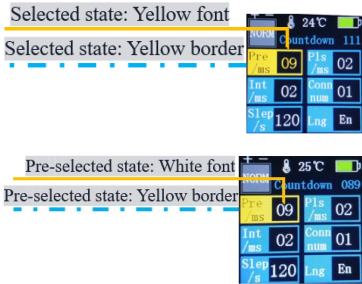 Selected state: Yellow font
Selected state: Yellow border
+ -
NORM
24℃
Countdown 111
Pre/ms 09
Pls/ms 02
Int/ms 02
Conn num 01
Slep/s 120
Lng En
Pre-selected state: White font
Pre-selected state: Yellow border
+ -
NORM
25℃
Countdown 089
Pre/ms 09
Pls/ms 02
Int/ms 02
Conn num 01
Slep/s 120
Lng En